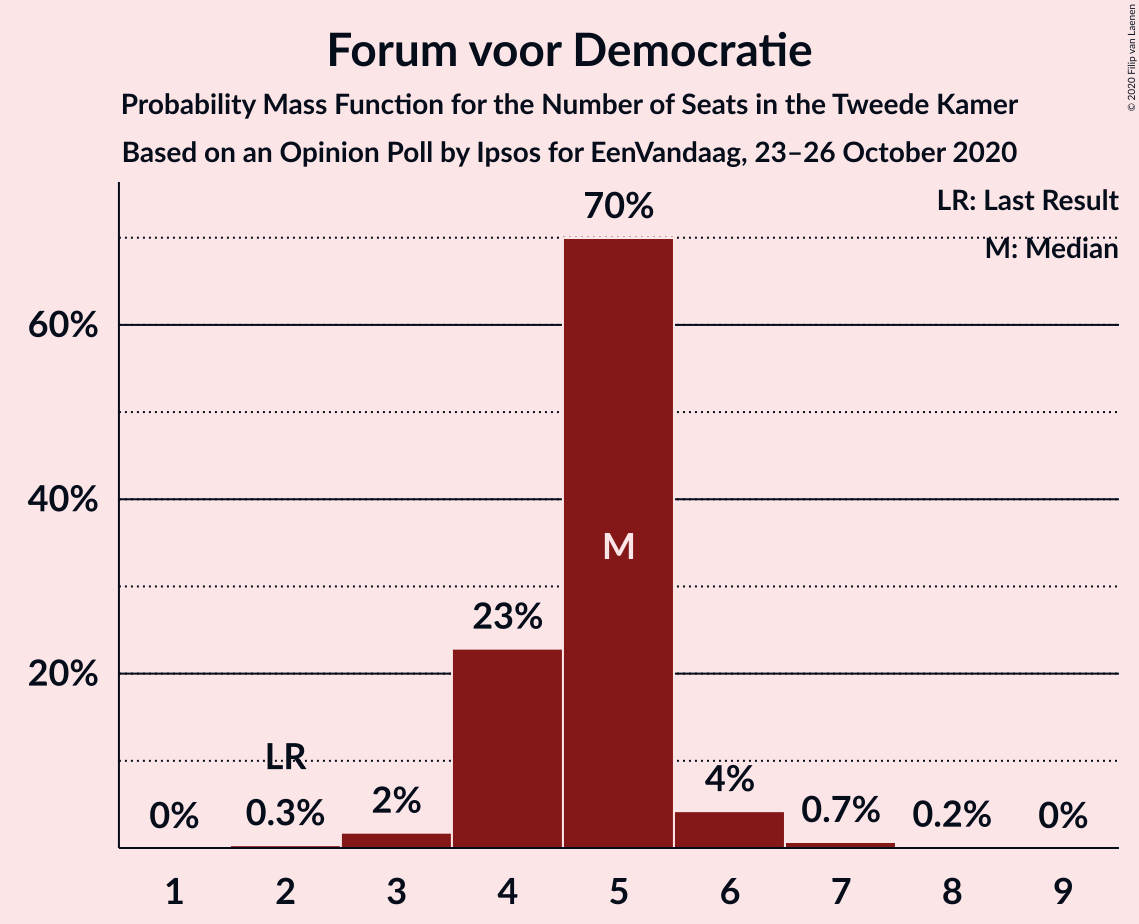 Forum voor Democratie
Probability Mass Function for the Number of Seats in the Tweede Kamer
Based on an Opinion Poll by Ipsos for EenVandaag, 23–26 October 2020
© 2020 Filip van Laenen
LR: Last Result
M: Median
70%
60%
40%
M
23%
20%
LR
0% 0.3% 2% 4% 0.7% 0.2% 0%
1 2 3 4 5 6 7 8 9